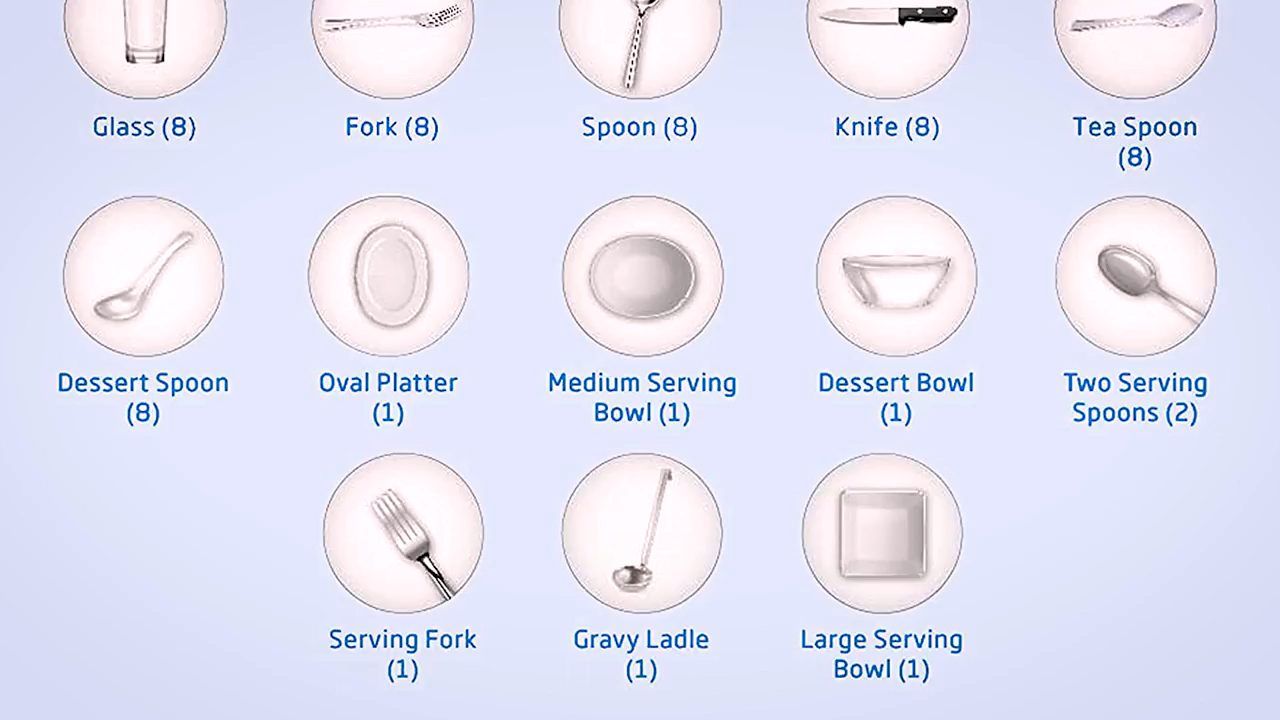 Glass (8)
Fork (8)
Spoon (8)
Knife (8)
Tea Spoon
(8)
Dessert Spoon
(8)
Oval Platter
(1)
Medium Serving
Bowl (1)
Dessert Bowl
(1)
Two Serving
Spoons (2)
Serving Fork
(1)
Gravy Ladle
(1)
Large Serving
Bowl (1)